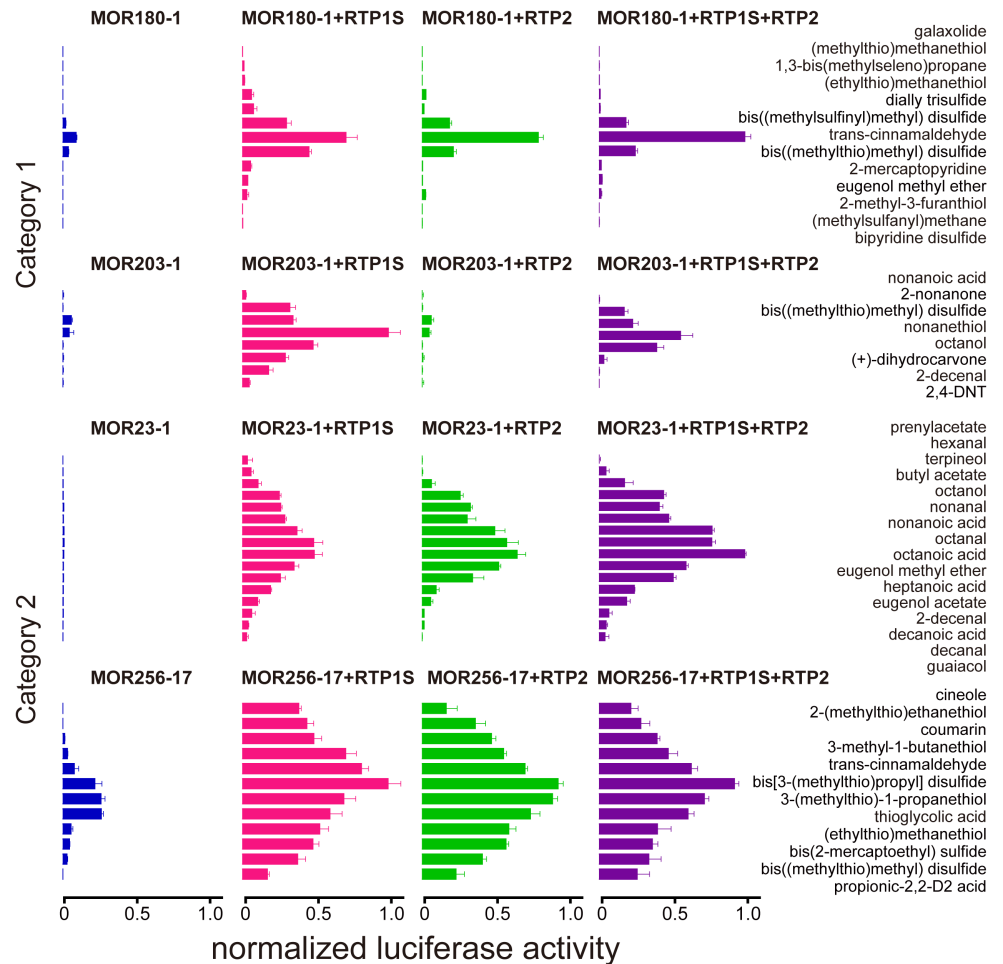 MOR180-1 MOR180-1+RTP1S MOR180-1+RTP2 MOR180-1+RTP1S+RTP2
galaxolide
(methylthio)methanethiol
1,3-bis(methylseleno)propane
(ethylthio)methanethiol
dially trisulfide
bis((methylsulfinyl)methyl) disulfide
trans-cinnamaldehyde
bis((methylthio)methyl) disulfide
2-mercaptopyridine
eugenol methyl ether
2-methyl-3-furanthiol
(methylsulfanyl)methane
bipyridine disulfide
Category 1
MOR203-1 MOR203-1+RTP1S MOR203-1+RTP2 MOR203-1+RTP1S+RTP2
nonanoic acid
2-nonanone
bis((methylthio)methyl) disulfide
nonanethiol
octanol
(+)-dihydrocarvone
2-decenal
2,4-DNT
MOR23-1 MOR23-1+RTP1S MOR23-1+RTP2 MOR23-1+RTP1S+RTP2
prenylacetate
hexanal
terpineol
butyl acetate
octanol
nonanal
nonanoic acid
octanal
octanoic acid
eugenol methyl ether
heptanoic acid
eugenol acetate
2-decenal
decanoic acid
decanal
guaiacol
Category 2
MOR256-17 MOR256-17+RTP1S MOR256-17+RTP2 MOR256-17+RTP1S+RTP2
cineole
2-(methylthio)ethanethiol
coumarin
3-methyl-1-butanethiol
trans-cinnamaldehyde
bis[3-(methylthio)propyl] disulfide
3-(methylthio)-1-propanethiol
thioglycolic acid
(ethylthio)methanethiol
bis(2-mercaptoethyl) sulfide
bis((methylthio)methyl) disulfide
propionic-2,2-D2 acid
0 0.5 1.0 0 0.5 1.0 0 0.5 1.0 0 0.5 1.0
normalized luciferase activity